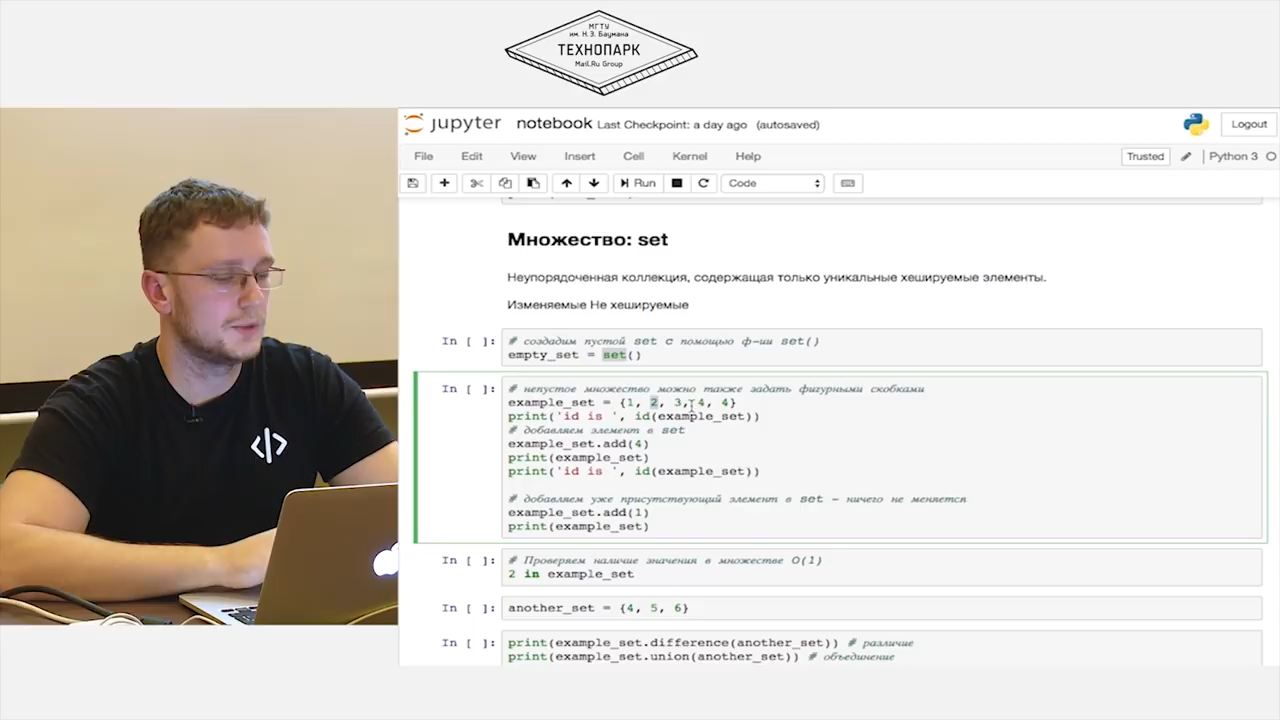 МГТУ
им. Н. Э. Баумана
ТЕХНОПАРК
Mail.Ru Group
jupyter notebook Last Checkpoint: a day ago (autosaved) Logout
File Edit View Insert Cell Kernel Help Trusted Python 3
Run Code
Множество: set
Неупорядоченная коллекция, содержащая только уникальные хешируемые элементы.
Изменяемые Не хешируемые
In [ ]: # создадим пустой set с помощью ф-ии set()
empty_set = set()
In [ ]: # непустое множество можно также задать фигурными скобками
example_set = {1, 2, 3, 4, 4}
print('id is ', id(example_set))
# добавляем элемент в set
example_set.add(4)
print(example_set)
print('id is ', id(example_set))
# добавляем уже присутствующий элемент в set - ничего не меняется
example_set.add(1)
print(example_set)
In [ ]: # Проверяем наличие значения в множестве O(1)
2 in example_set
In [ ]: another_set = {4, 5, 6}
In [ ]: print(example_set.difference(another_set)) # различие
print(example_set.union(another_set)) # объединение